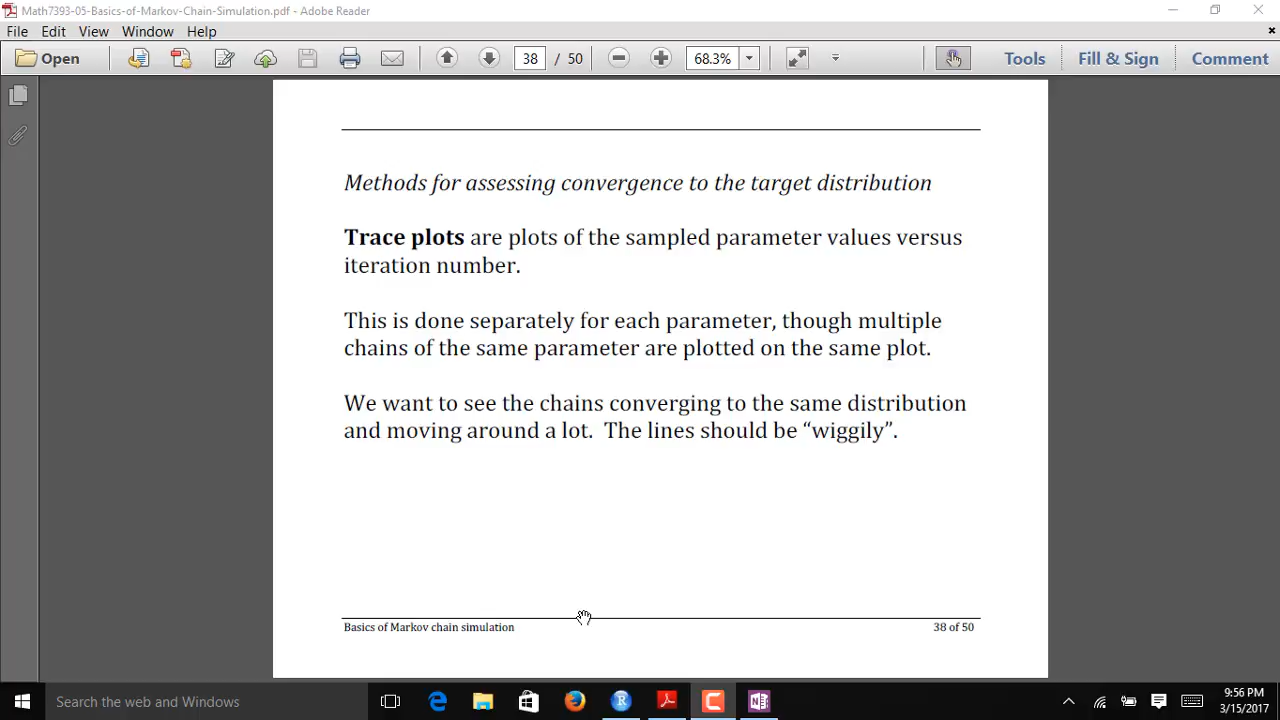 Math7393-05-Basics-of-Markov-Chain-Simulation.pdf - Adobe Reader
File Edit View Window Help
Open 38 / 50 68.3% Tools Fill & Sign Comment
Methods for assessing convergence to the target distribution
Trace plots are plots of the sampled parameter values versus
iteration number.
This is done separately for each parameter, though multiple
chains of the same parameter are plotted on the same plot.
We want to see the chains converging to the same distribution
and moving around a lot.  The lines should be “wiggily”.
Basics of Markov chain simulation 38 of 50
Search the web and Windows
9:56 PM
3/15/2017